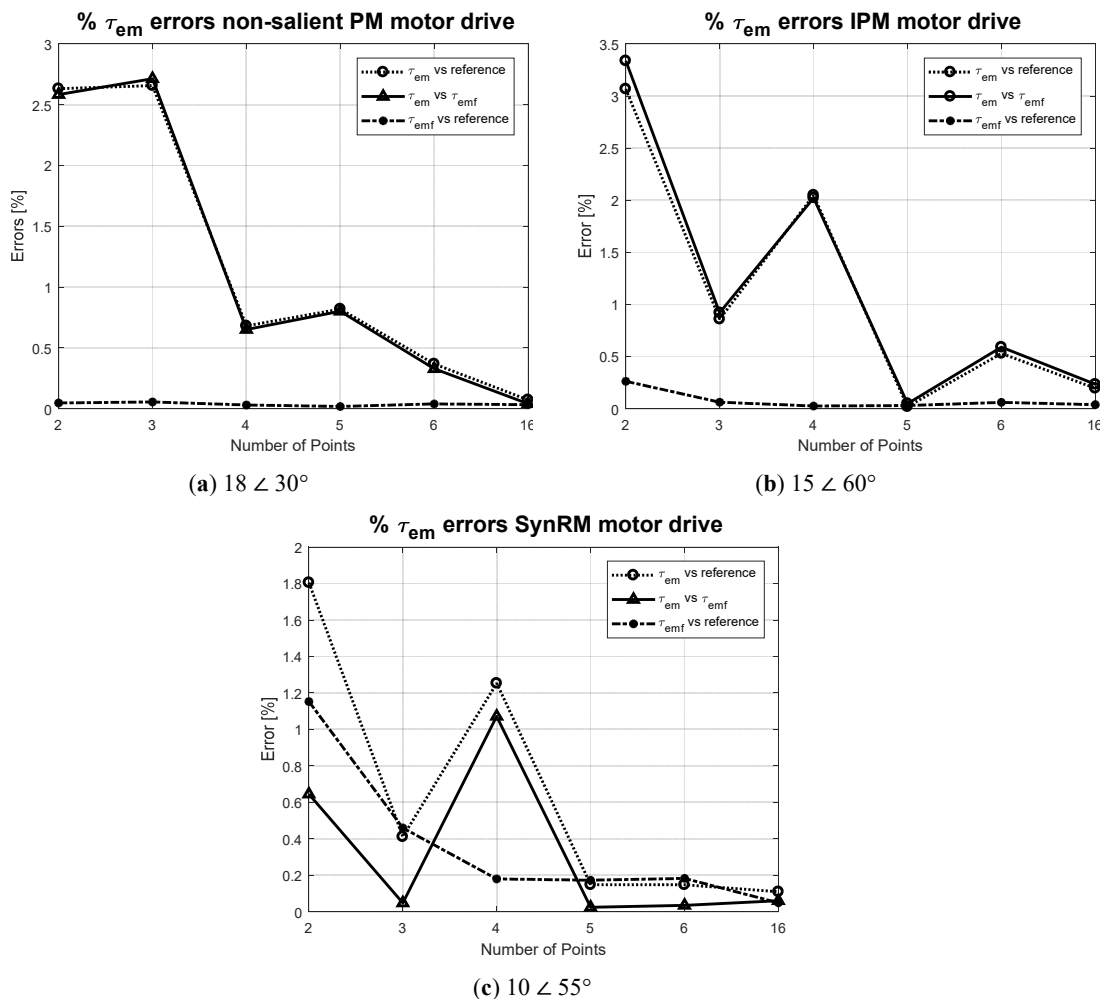 % τem errors non-salient PM motor drive
3
2.5
2
1.5
1
0.5
0
Errors [%]
τem vs reference
τem vs τemf
τemf vs reference
2 3 4 5 6 16
Number of Points
(a) 18 ∠ 30°
% τem errors IPM motor drive
3.5
3
2.5
2
1.5
1
0.5
0
Error [%]
τem vs reference
τem vs τemf
τemf vs reference
2 3 4 5 6 16
Number of Points
(b) 15 ∠ 60°
% τem errors SynRM motor drive
2
1.8
1.6
1.4
1.2
1
0.8
0.6
0.4
0.2
0
Error [%]
τem vs reference
τem vs τemf
τemf vs reference
2 3 4 5 6 16
Number of Points
(c) 10 ∠ 55°